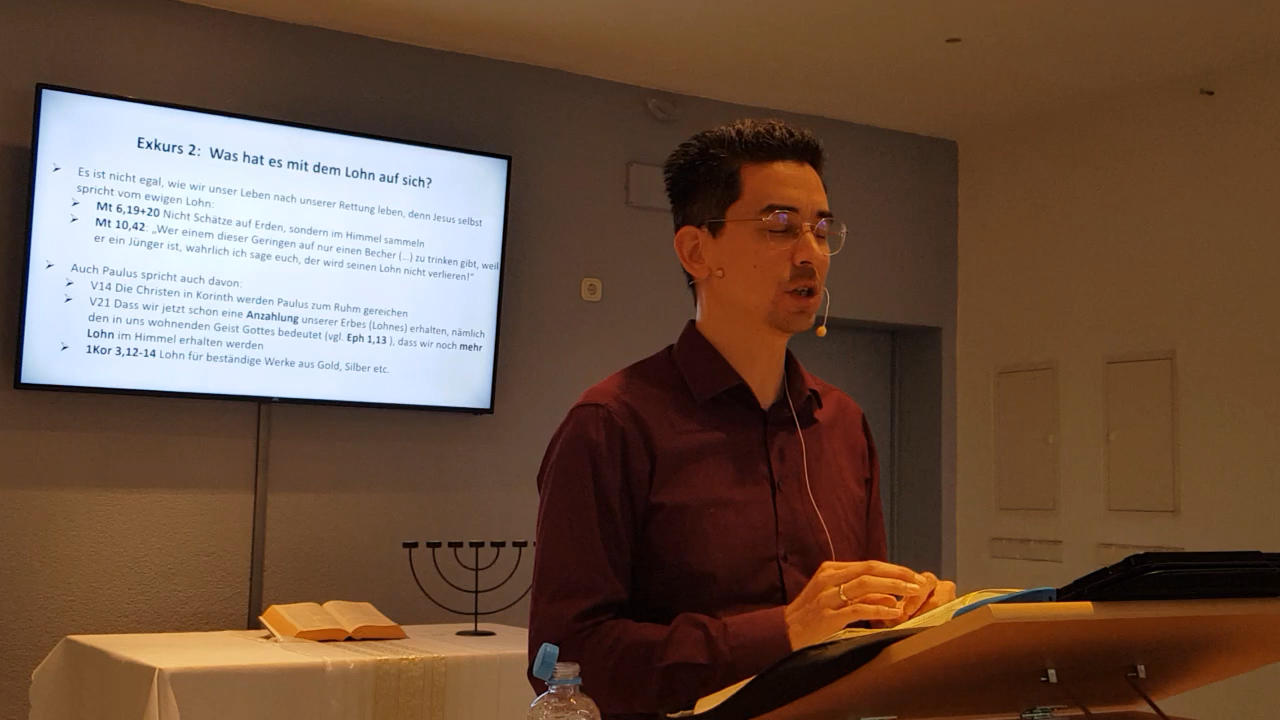 Exkurs 2: Was hat es mit dem Lohn auf sich?
➢ Es ist nicht egal, wie wir unser Leben nach unserer Rettung leben, denn Jesus selbst
spricht vom ewigen Lohn:
➢ Mt 6,19+20 Nicht Schätze auf Erden, sondern im Himmel sammeln
➢ Mt 10,42: „Wer einem dieser Geringen auf nur einen Becher (...) zu trinken gibt, weil
er ein Jünger ist, wahrlich ich sage euch, der wird seinen Lohn nicht verlieren!“
➢ Auch Paulus spricht auch davon:
➢ V14 Die Christen in Korinth werden Paulus zum Ruhm gereichen
➢ V21 Dass wir jetzt schon eine Anzahlung unserer Erbes (Lohnes) erhalten, nämlich
den in uns wohnenden Geist Gottes bedeutet (vgl. Eph 1,13 ), dass wir noch mehr
Lohn im Himmel erhalten werden
➢ 1Kor 3,12-14 Lohn für beständige Werke aus Gold, Silber etc.